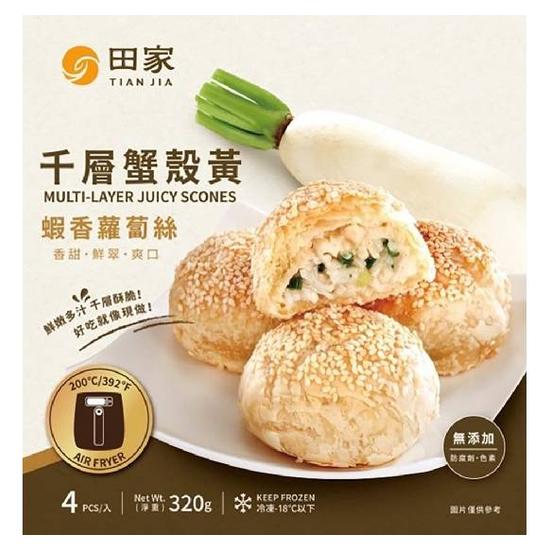 田家
TIAN JIA
千層蟹殼黃
MULTI-LAYER JUICY SCONES
蝦香蘿蔔絲
香甜·鮮翠·爽口
鮮嫩多汁 千層酥脆!
好吃就像現做!
200°C/392°F
AIR FRYER
無添加
防腐劑·色素
4 PCS/入
Net Wt. 320g
(淨重)
KEEP FROZEN
冷凍-18°C以下
圖片僅供參考